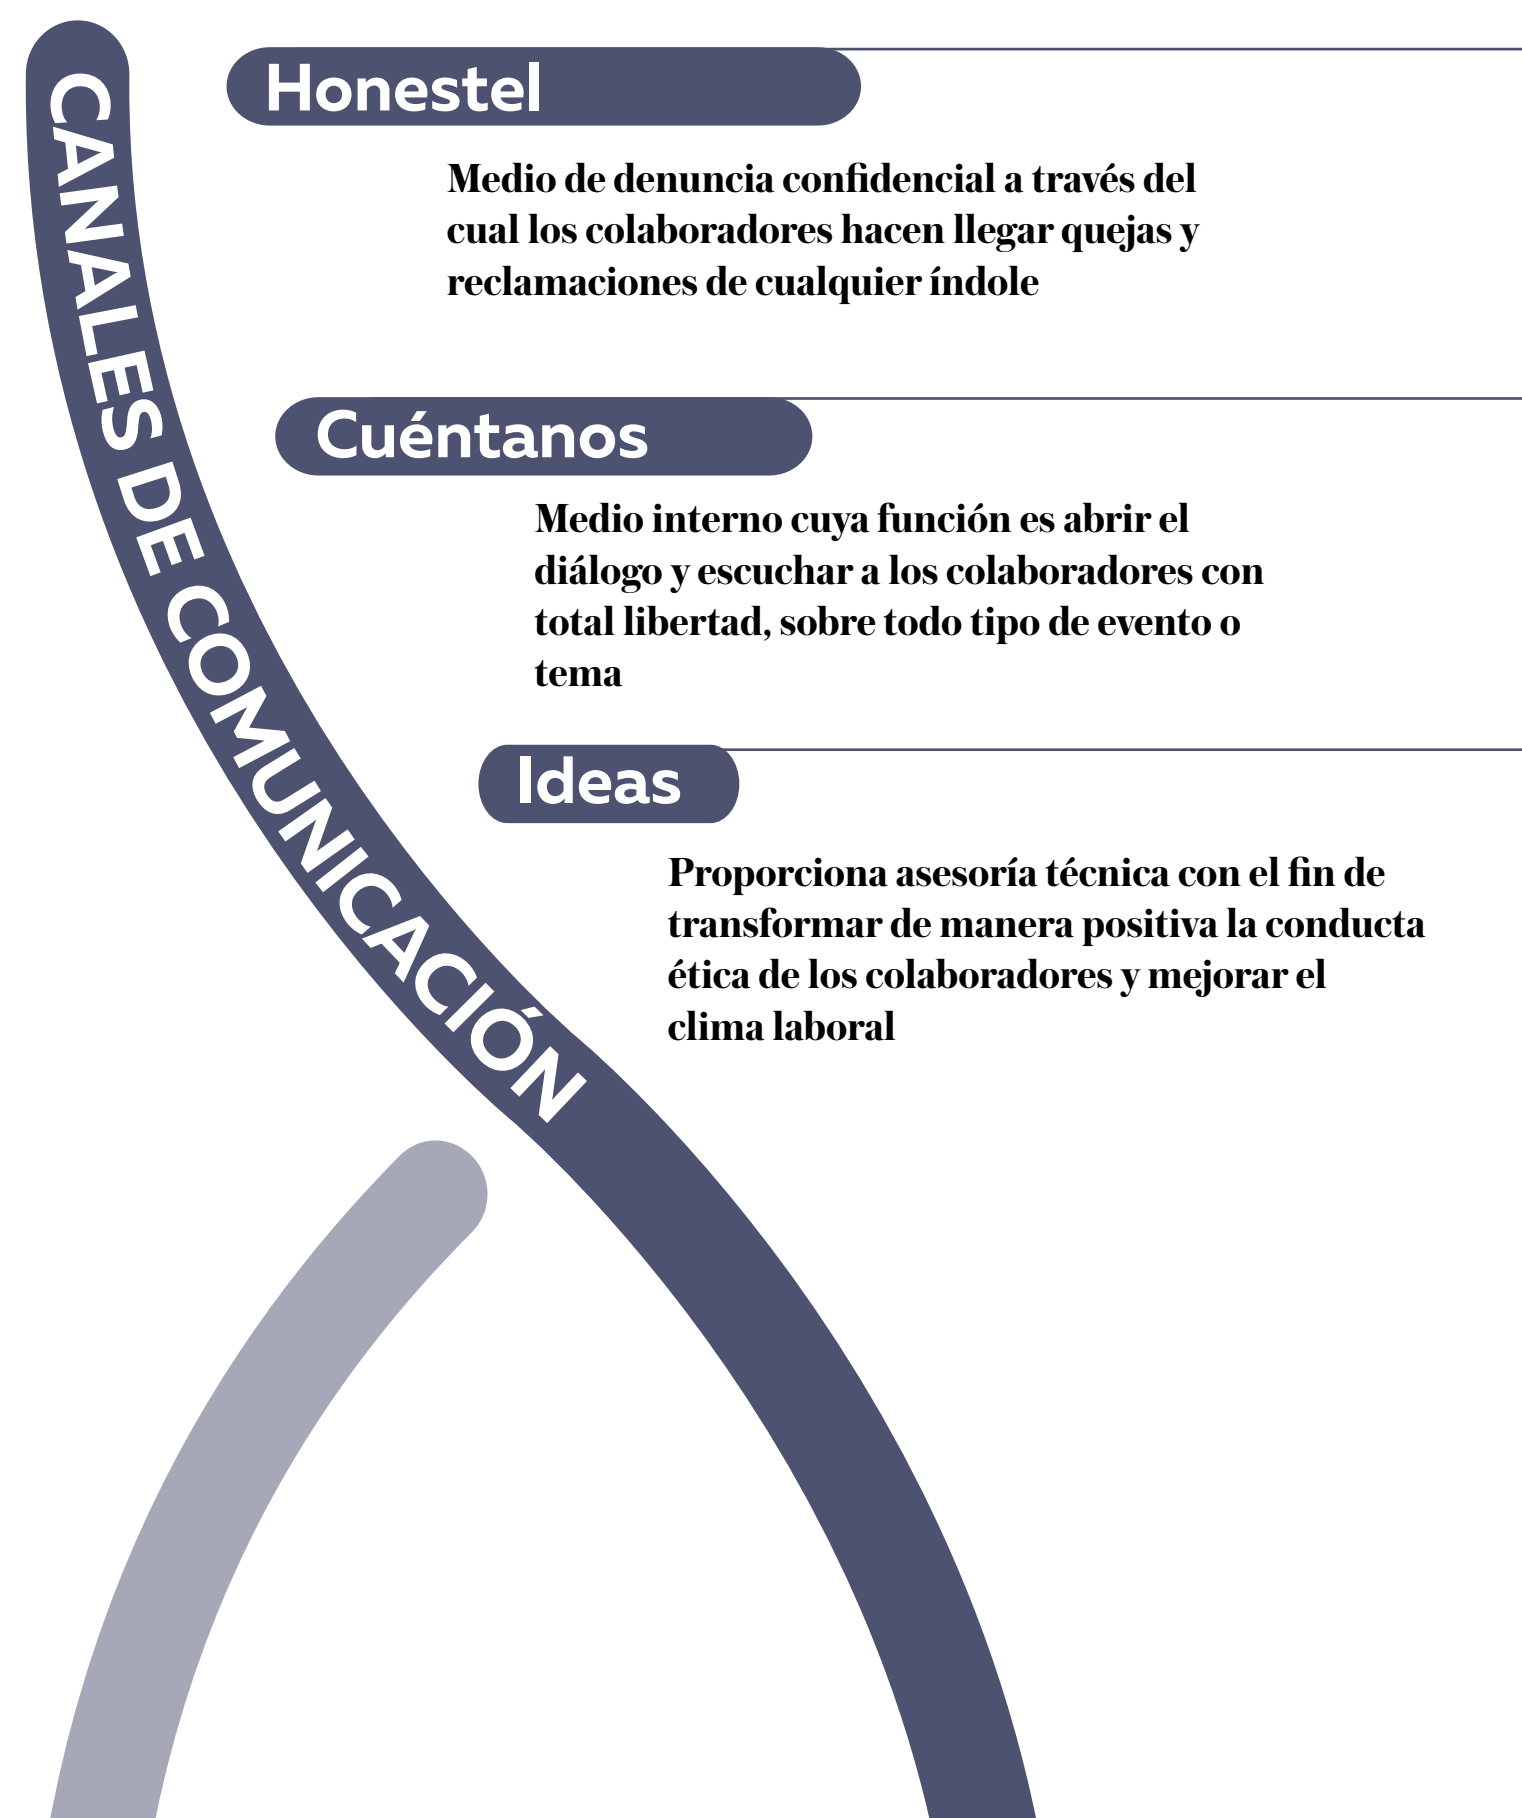 CANALES DE COMUNICACIÓN
Honestel
Medio de denuncia confidencial a través del
cual los colaboradores hacen llegar quejas y
reclamaciones de cualquier índole
Cuéntanos
Medio interno cuya función es abrir el
diálogo y escuchar a los colaboradores con
total libertad, sobre todo tipo de evento o
tema
Ideas
Proporciona asesoría técnica con el fin de
transformar de manera positiva la conducta
ética de los colaboradores y mejorar el
clima laboral